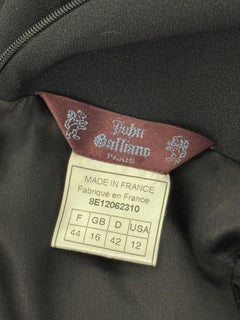 John
Galliano
PARIS
MADE IN FRANCE
Fabriqué en France
8E12062310
F GB D USA
44 16 42 12